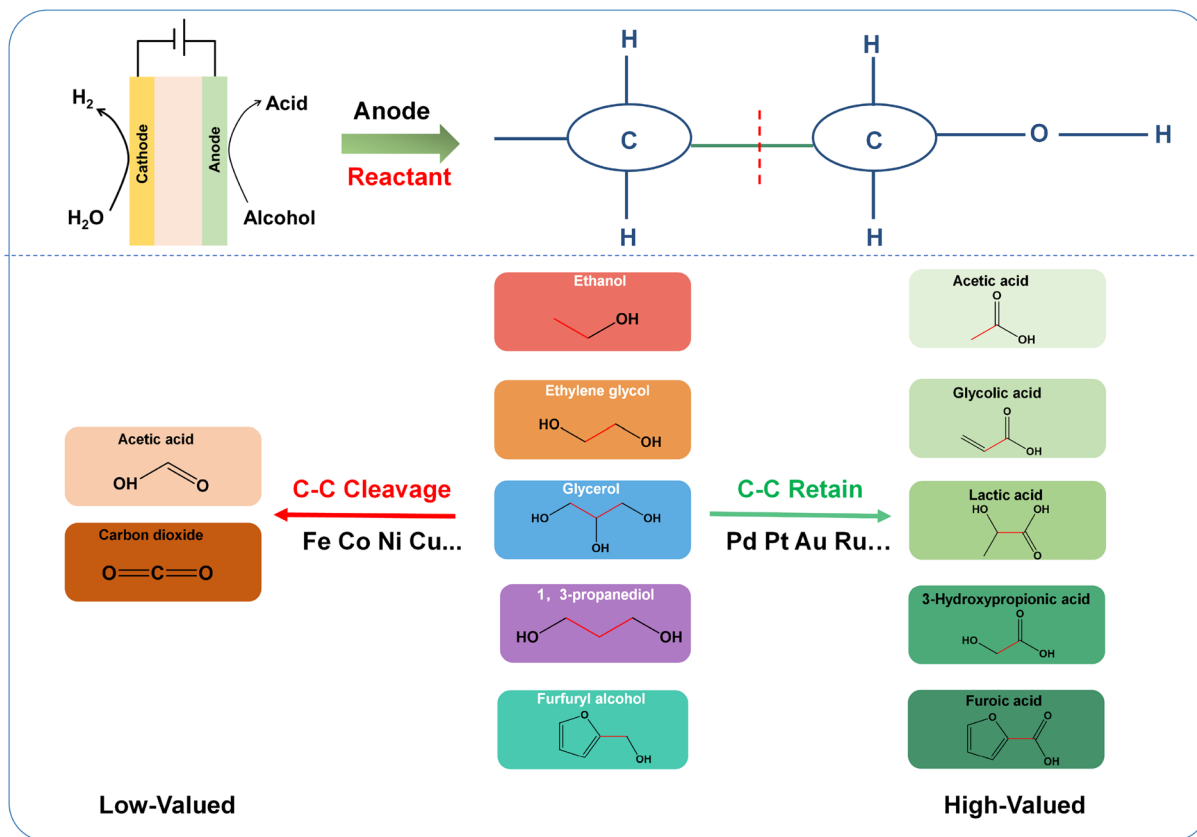 H₂
H₂O
Cathode
Anode
Acid
Alcohol
Anode
Reactant
H
H
C
C
O
H
H
H
Ethanol
OH
Ethylene glycol
HO
OH
Glycerol
HO
OH
OH
1，3-propanediol
HO
OH
Furfuryl alcohol
O
OH
Acetic acid
OH
O
Carbon dioxide
O
C
O
C-C Cleavage
Fe Co Ni Cu...
C-C Retain
Pd Pt Au Ru...
Acetic acid
O
OH
Glycolic acid
O
OH
Lactic acid
HO
OH
O
3-Hydroxypropionic acid
O
HO
OH
Furoic acid
O
O
OH
Low-Valued
High-Valued